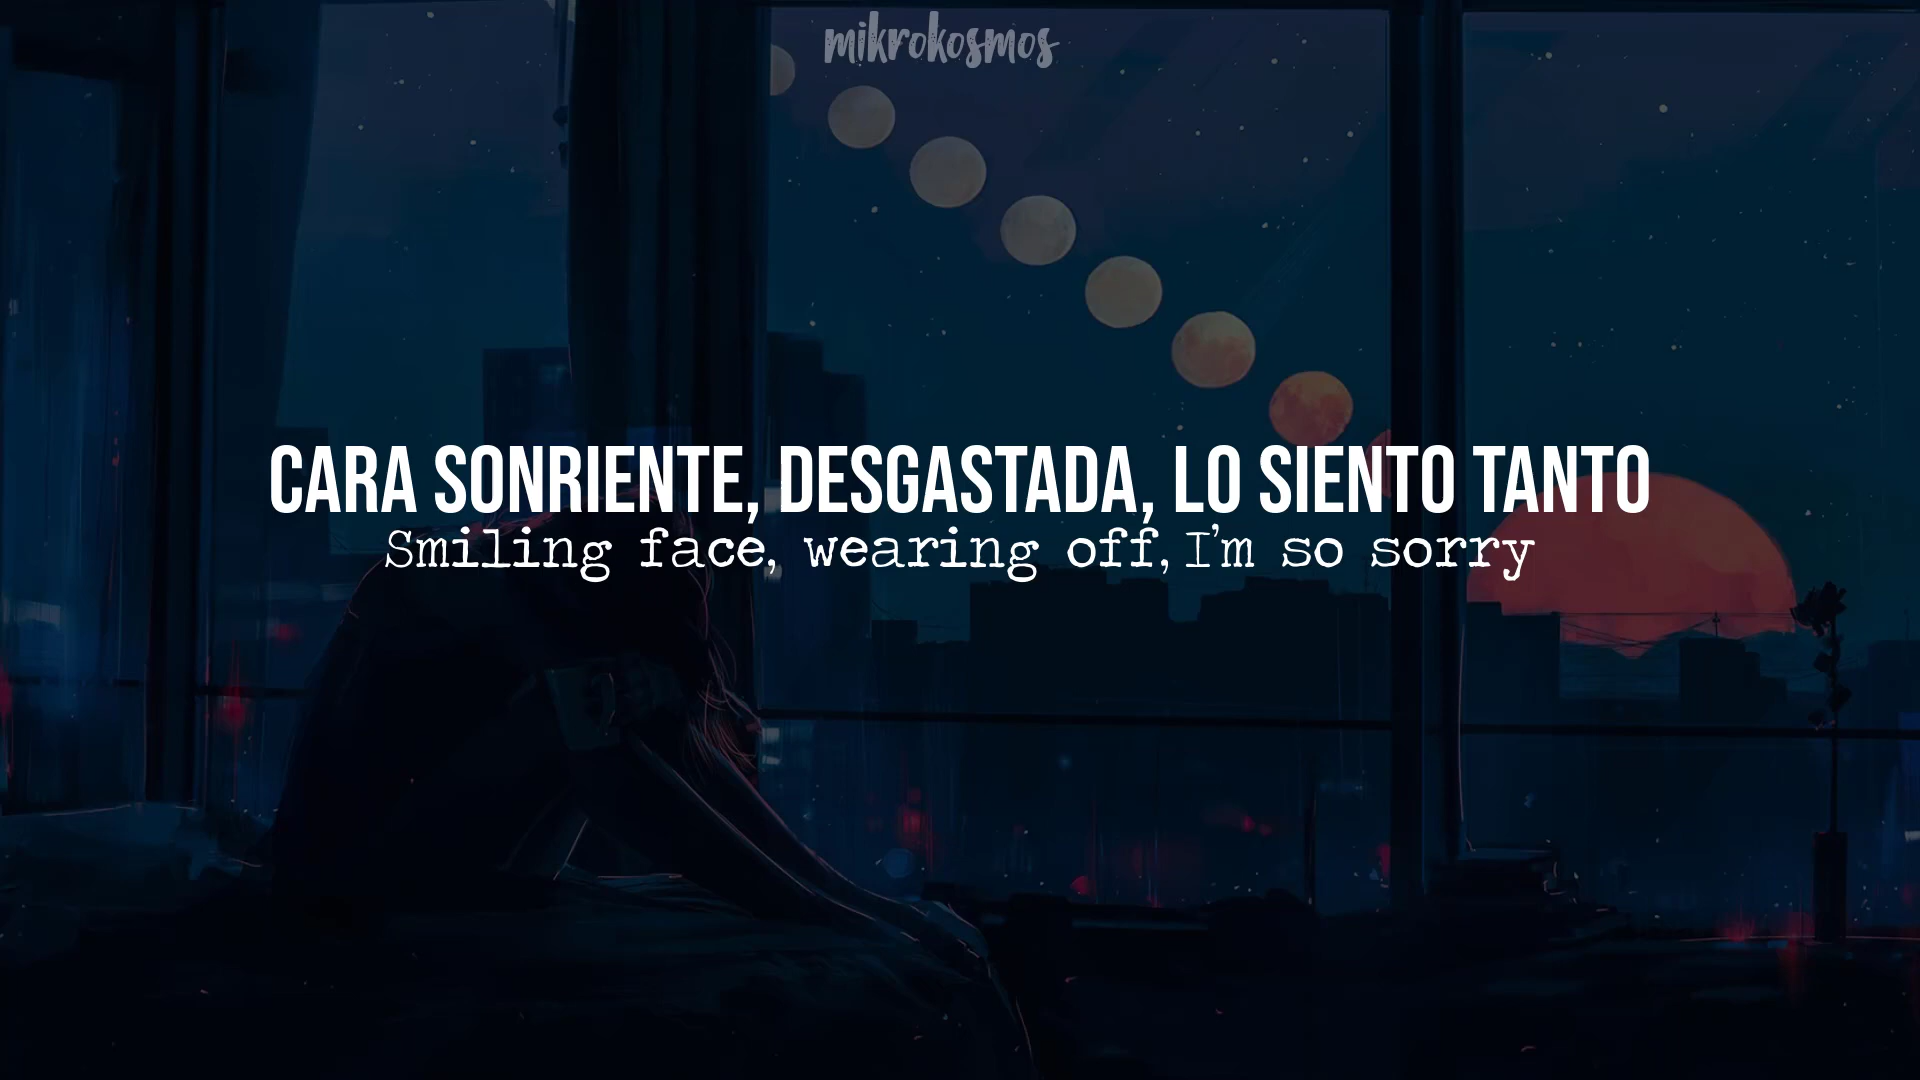 mikrokosmos
CARA SONRIENTE, DESGASTADA, LO SIENTO TANTO
Smiling face, wearing off, I'm so sorry